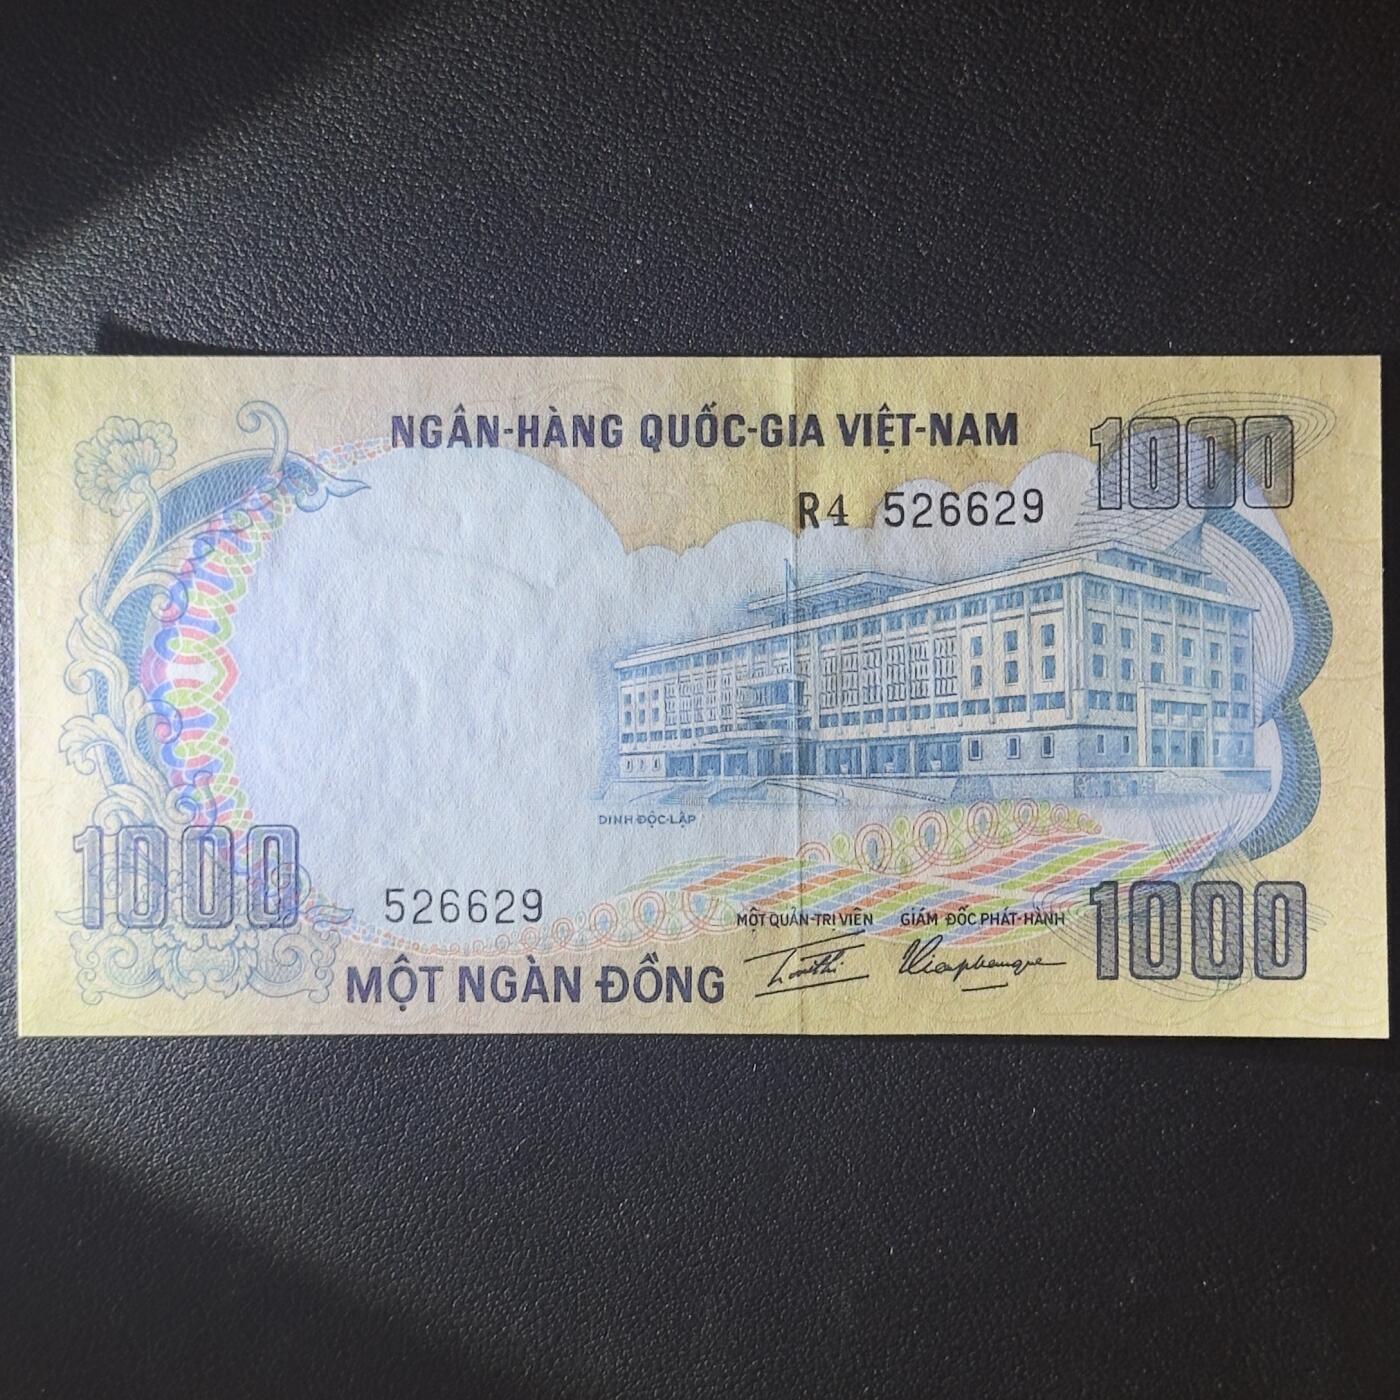 NGÂN-HÀNG QUỐC-GIA VIỆT-NAM
1000
R4 526629
DINH ĐỘC-LẬP
1000
526629
MỘT QUẢN-TRỊ VIÊN
GIÁM ĐỐC PHÁT-HÀNH
1000
MỘT NGÀN ĐỒNG